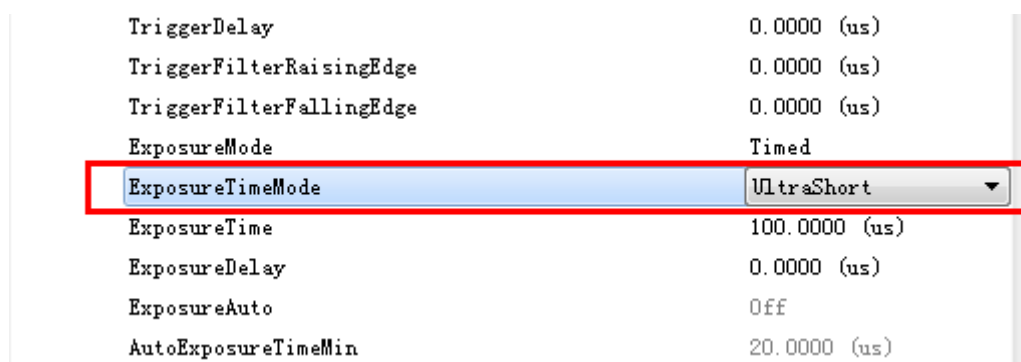 TriggerDelay 0.0000 (us)
TriggerFilterRaisingEdge 0.0000 (us)
TriggerFilterFallingEdge 0.0000 (us)
ExposureMode Timed
ExposureTimeMode UltraShort
ExposureTime 100.0000 (us)
ExposureDelay 0.0000 (us)
ExposureAuto Off
AutoExposureTimeMin 20.0000 (us)